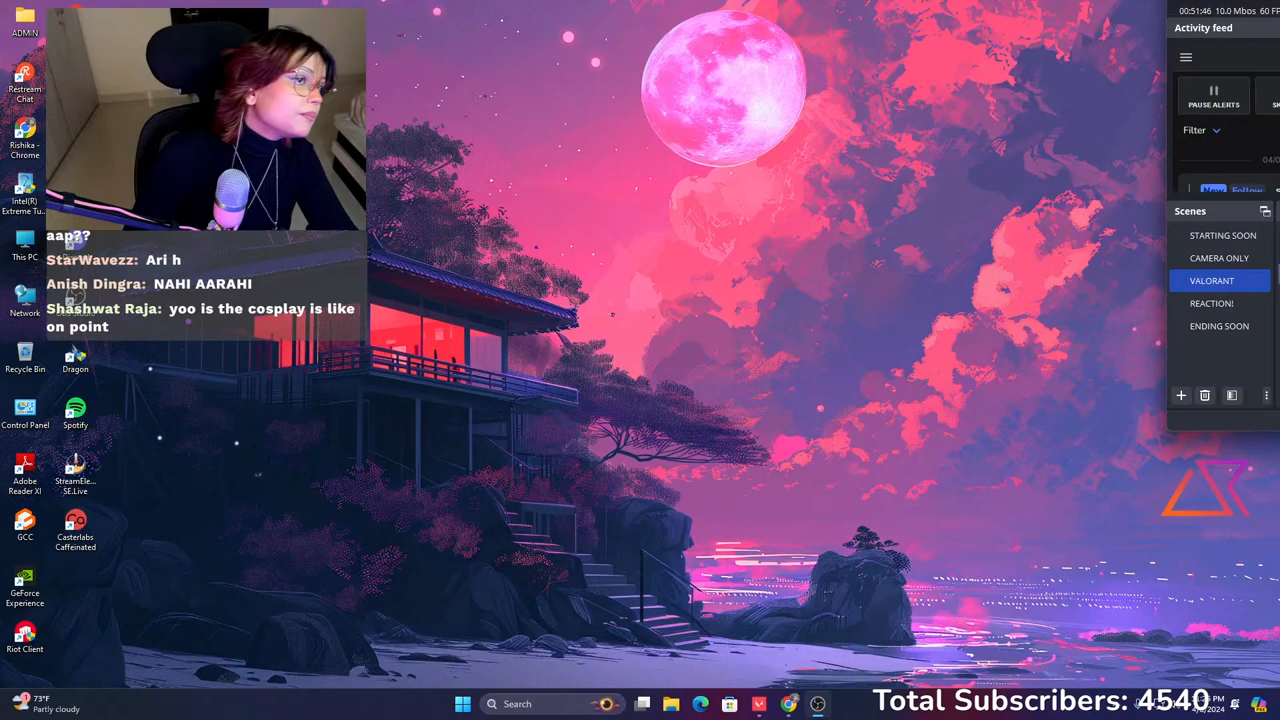 ADMIN
Restream
Chat
Rishika -
Chrome
Intel(R)
Extreme Tu...
This PC
Network
Recycle Bin
Dragon
Control Panel
Spotify
Adobe
Reader XI
StreamEle...
SE.Live
GCC
Casterlabs
Caffeinated
GeForce
Experience
Riot Client
aap??
StarWavezz: Ari h
Anish Dingra: NAHI AARAHI
Shashwat Raja: yoo is the cosplay is like
on point
00:51:46 10.0 Mbos
Activity feed
PAUSE ALERTS
Filter
New Follow
Scenes
STARTING SOON
CAMERA ONLY
VALORANT
REACTION!
ENDING SOON
73°F
Partly cloudy
Search
Total Subscribers: 4540